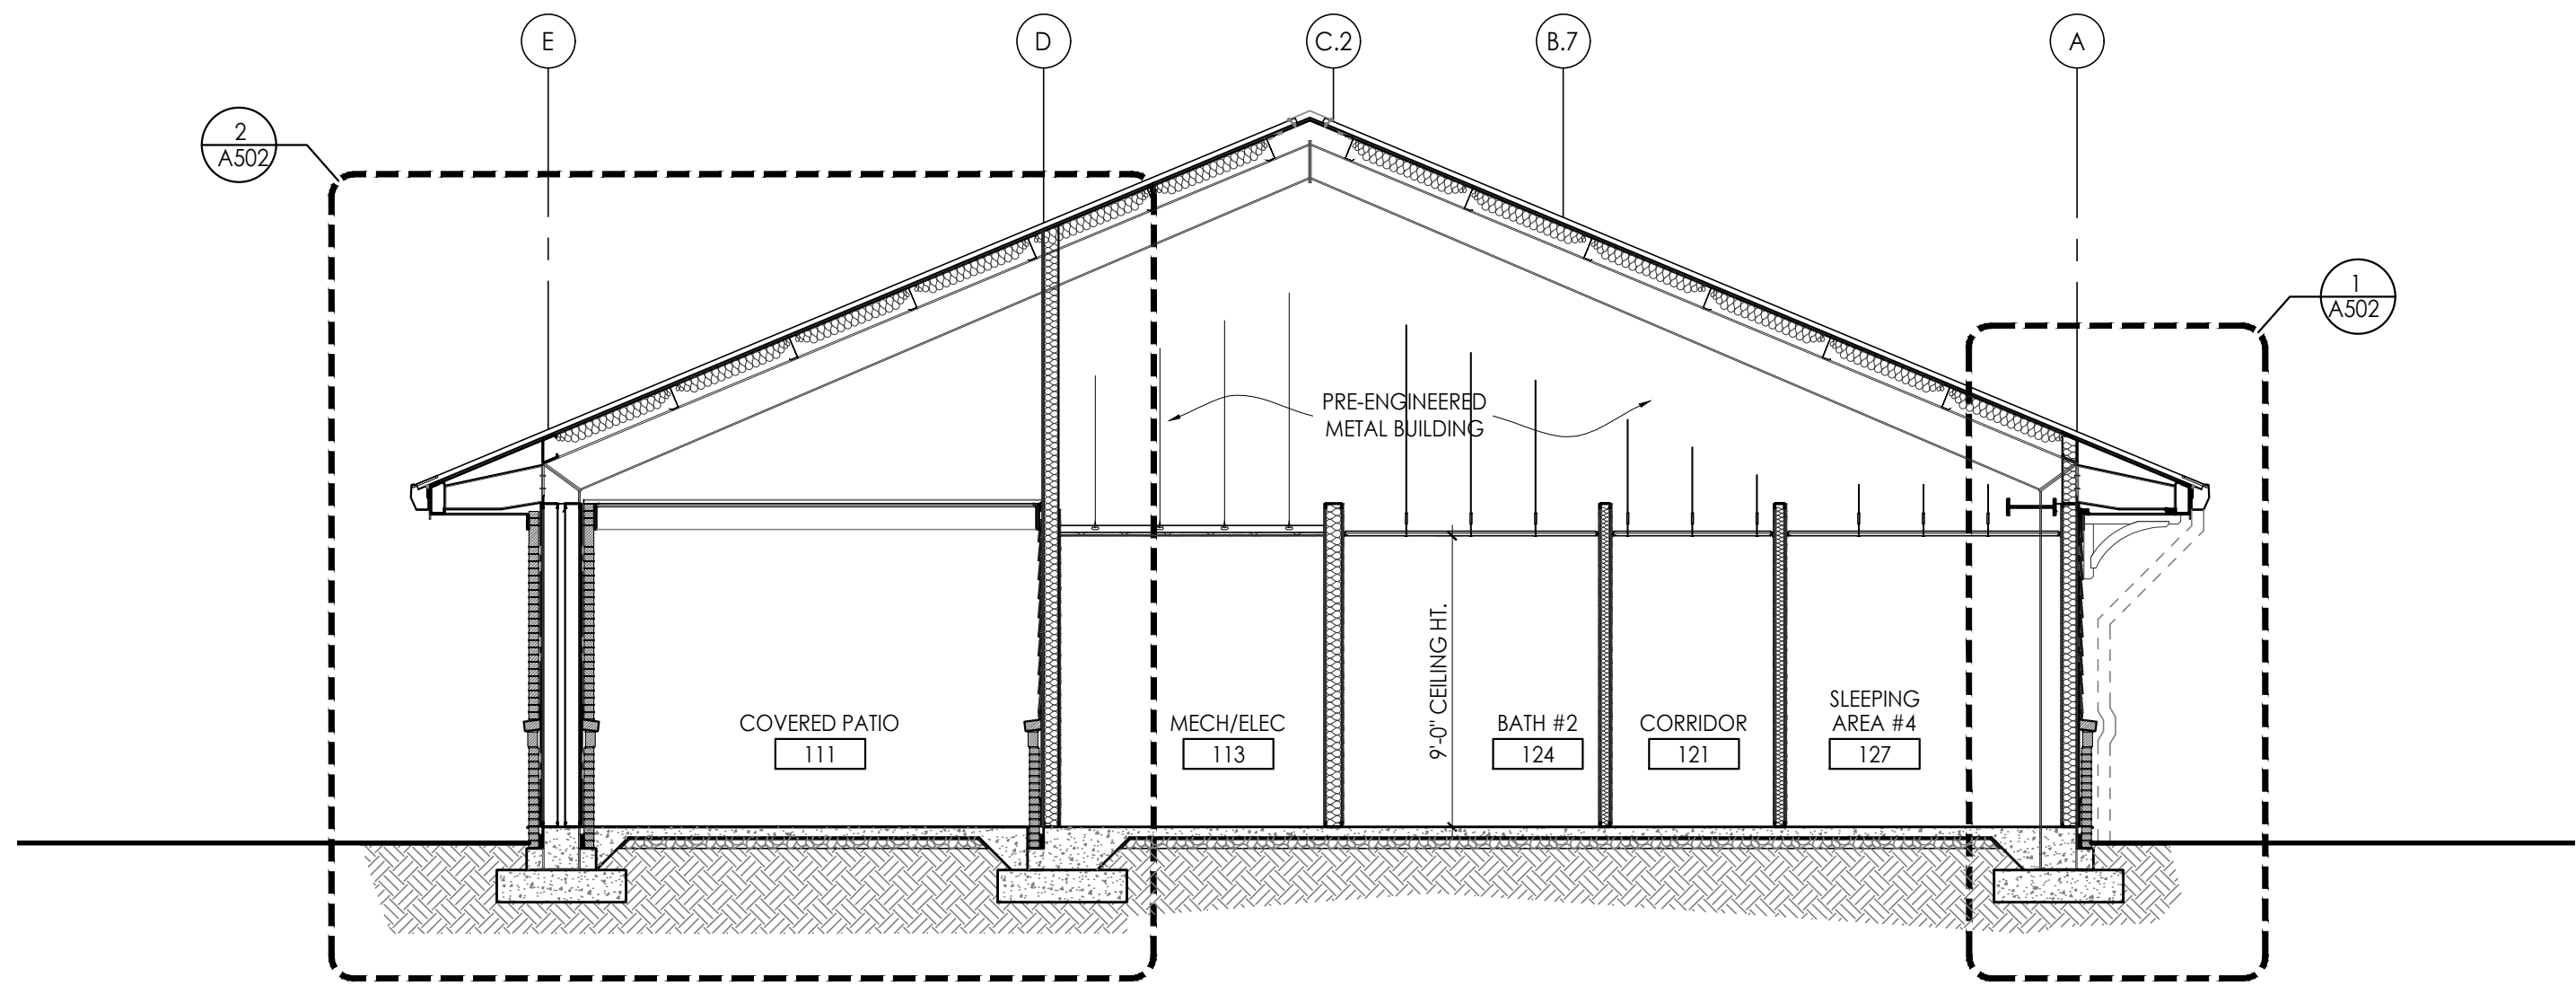 E
D
C.2
B.7
A
2
A502
1
A502
PRE-ENGINEERED
METAL BUILDING
9'-0" CEILING HT.
COVERED PATIO
111
MECH/ELEC
113
BATH #2
124
CORRIDOR
121
SLEEPING
AREA #4
127